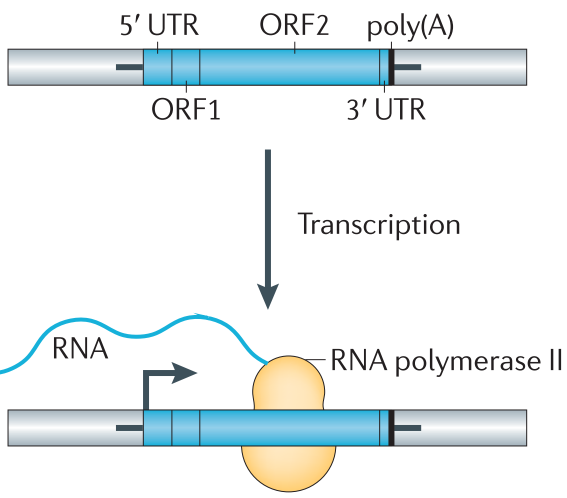 5′ UTR
ORF2
poly(A)
ORF1
3′ UTR
Transcription
RNA
RNA polymerase II